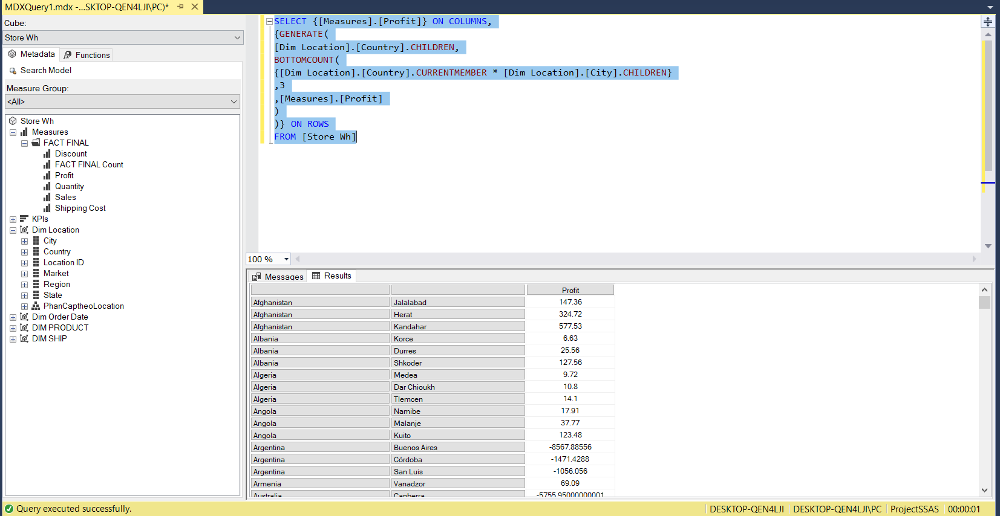 MDXQuery1.mdx -...SKTOP-QEN4LJI\PC)*
Cube:
Store Wh
Metadata
Functions
Search Model
Measure Group:
<All>
Store Wh
Measures
FACT FINAL
Discount
FACT FINAL Count
Profit
Quantity
Sales
Shipping Cost
KPIs
Dim Location
City
Country
Location ID
Market
Region
State
PhanCaptheoLocation
Dim Order Date
DIM PRODUCT
DIM SHIP
SELECT {[Measures].[Profit]} ON COLUMNS,
{GENERATE(
[Dim Location].[Country].CHILDREN,
BOTTOMCOUNT(
{[Dim Location].[Country].CURRENTMEMBER * [Dim Location].[City].CHILDREN}
,3
,[Measures].[Profit]
)
)} ON ROWS
FROM [Store Wh]
100 %
Messages
Results
Profit
Afghanistan Jalalabad 147.36
Afghanistan Herat 324.72
Afghanistan Kandahar 577.53
Albania Korce 6.63
Albania Durres 25.56
Albania Shkoder 127.56
Algeria Medea 9.72
Algeria Dar Chioukh 10.8
Algeria Tlemcen 14.1
Angola Namibe 17.91
Angola Malanje 37.77
Angola Kuito 123.48
Argentina Buenos Aires -8567.88556
Argentina Córdoba -1471.4288
Argentina San Luis -1056.056
Armenia Vanadzor 69.09
Australia Canberra -5755.95000000001
Query executed successfully.
DESKTOP-QEN4LJI
DESKTOP-QEN4LJI\PC
ProjectSSAS
00:00:01